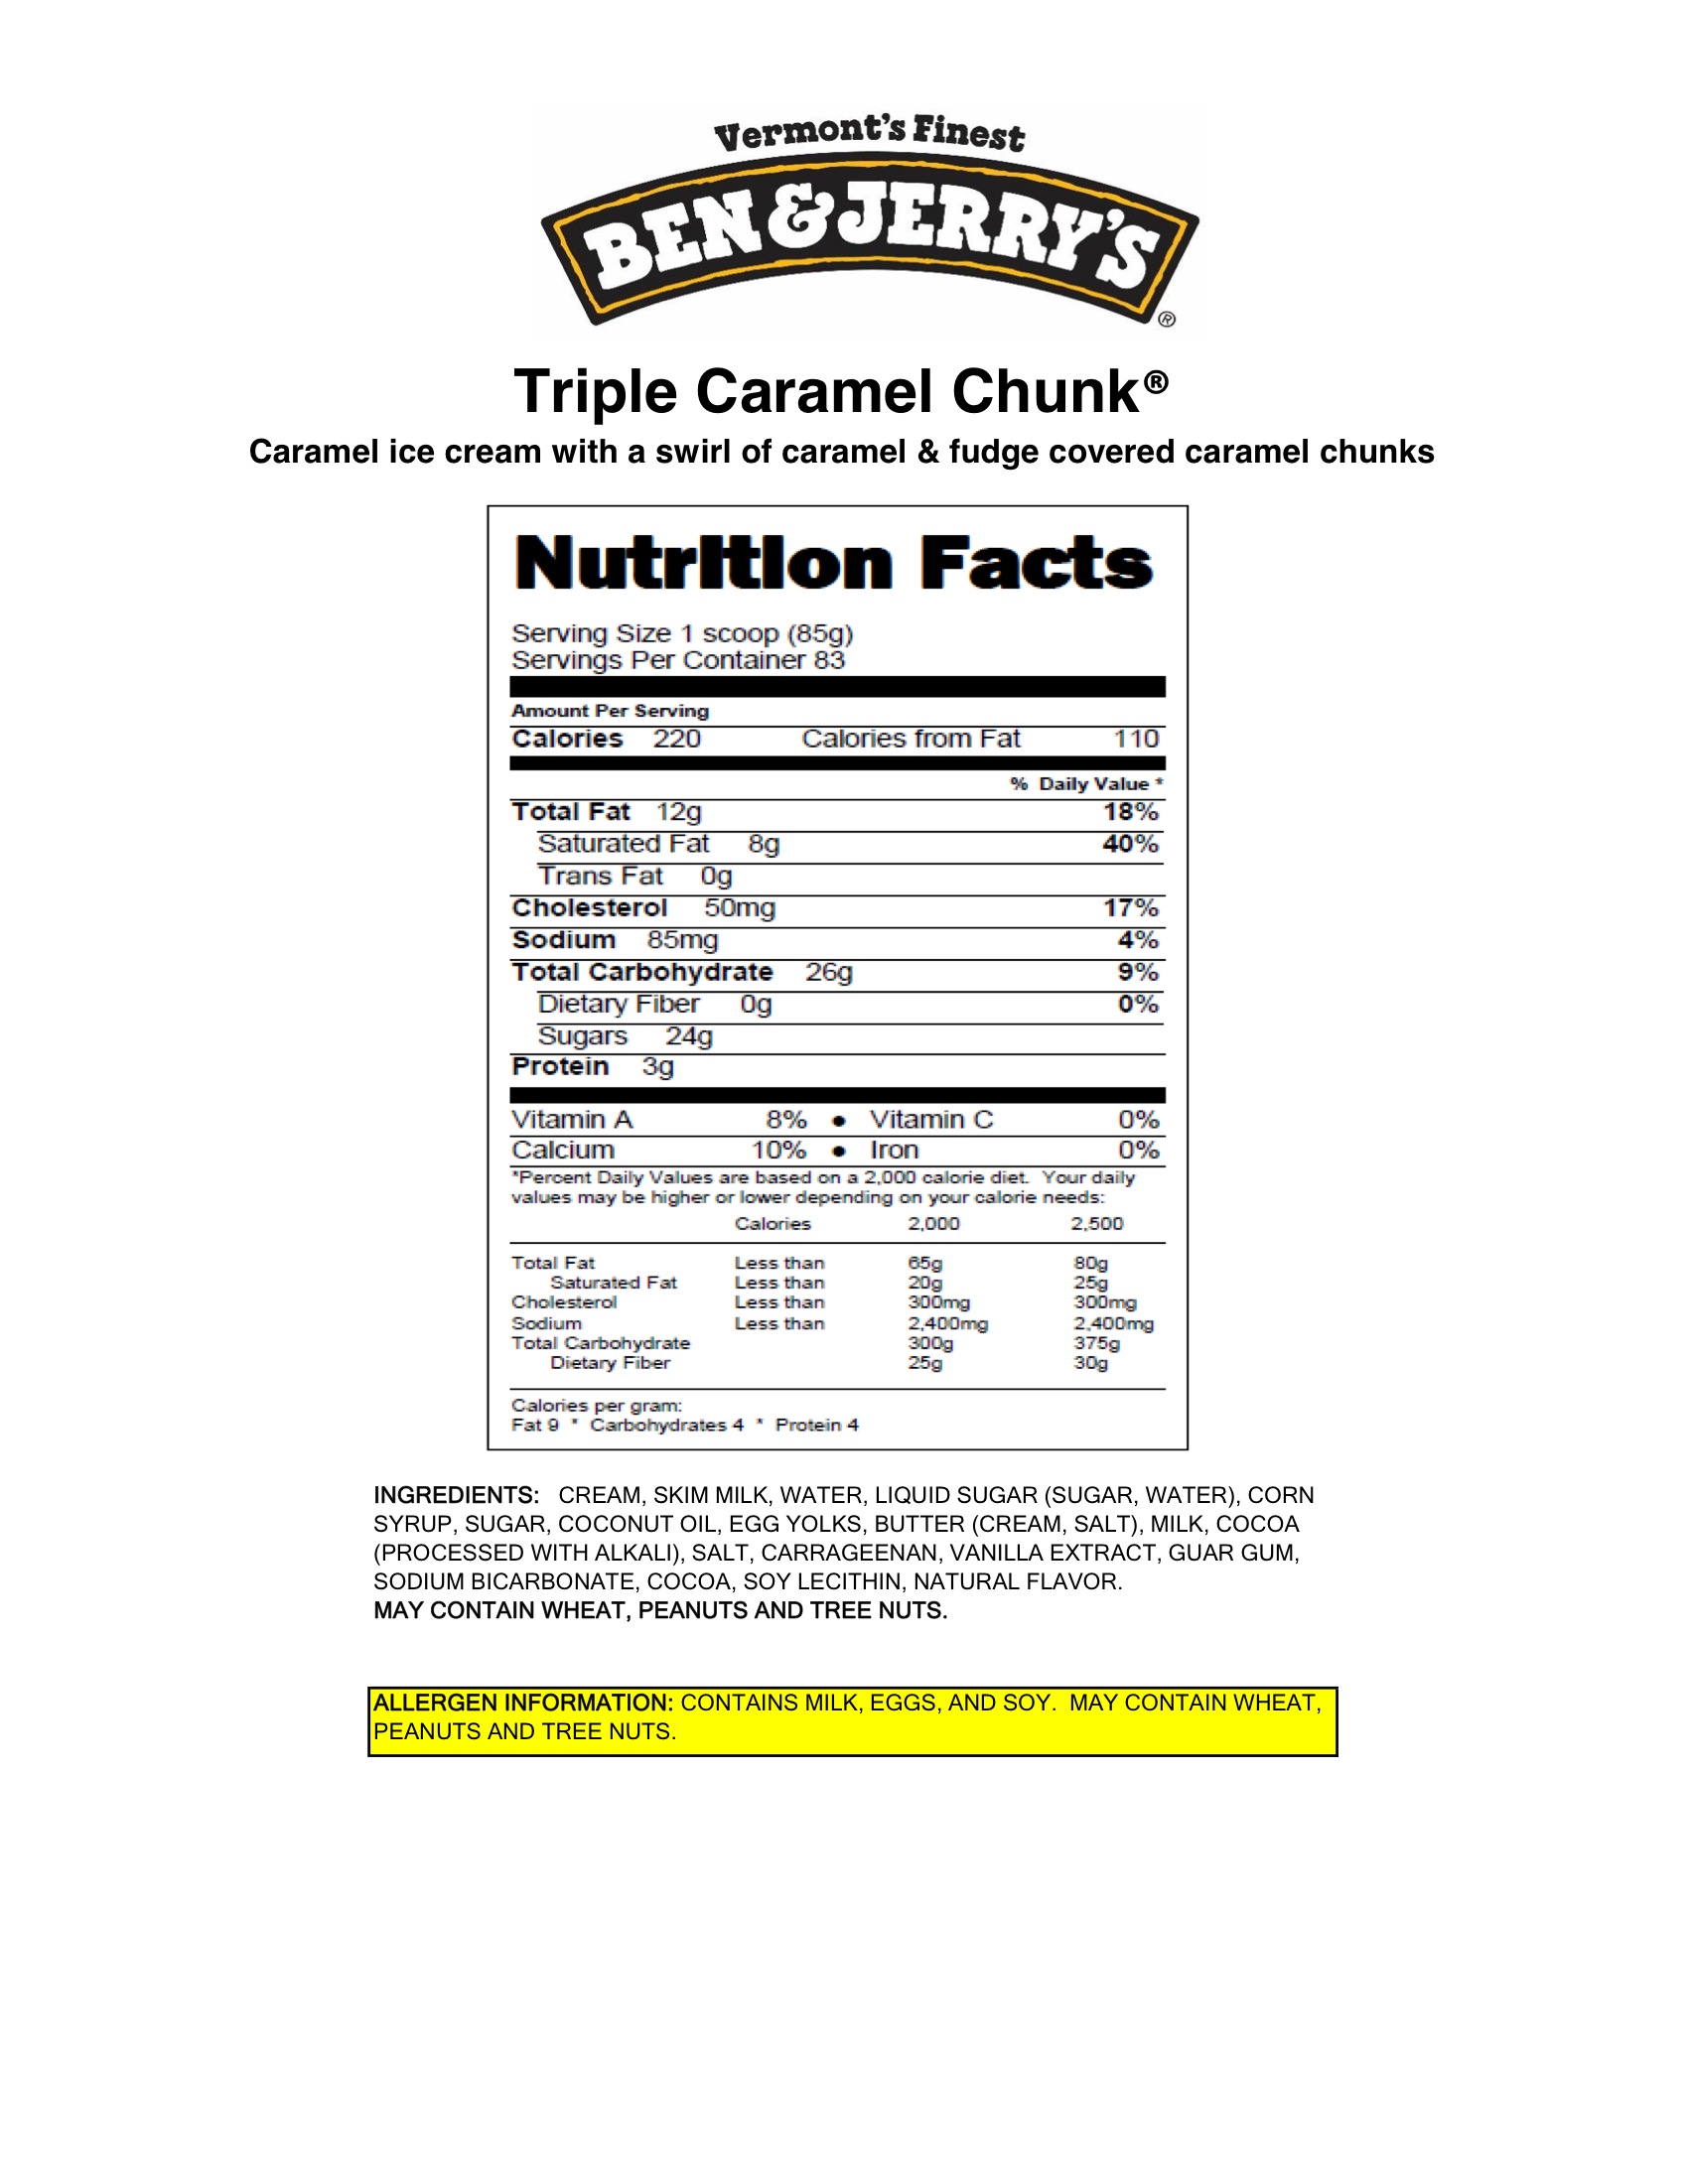 Vermont's Finest
BEN & JERRY'S ®
Triple Caramel Chunk®
Caramel ice cream with a swirl of caramel & fudge covered caramel chunks
Nutrition Facts
Serving Size 1 scoop (85g)
Servings Per Container 83
Amount Per Serving
Calories 220 Calories from Fat 110
% Daily Value *
Total Fat 12g 18%
Saturated Fat 8g 40%
Trans Fat 0g
Cholesterol 50mg 17%
Sodium 85mg 4%
Total Carbohydrate 26g 9%
Dietary Fiber 0g 0%
Sugars 24g
Protein 3g
Vitamin A 8% • Vitamin C 0%
Calcium 10% • Iron 0%
*Percent Daily Values are based on a 2,000 calorie diet. Your daily
values may be higher or lower depending on your calorie needs:
Calories 2,000 2,500
Total Fat Less than 65g 80g
Saturated Fat Less than 20g 25g
Cholesterol Less than 300mg 300mg
Sodium Less than 2,400mg 2,400mg
Total Carbohydrate 300g 375g
Dietary Fiber 25g 30g
Calories per gram:
Fat 9 * Carbohydrates 4 * Protein 4
INGREDIENTS: CREAM, SKIM MILK, WATER, LIQUID SUGAR (SUGAR, WATER), CORN
SYRUP, SUGAR, COCONUT OIL, EGG YOLKS, BUTTER (CREAM, SALT), MILK, COCOA
(PROCESSED WITH ALKALI), SALT, CARRAGEENAN, VANILLA EXTRACT, GUAR GUM,
SODIUM BICARBONATE, COCOA, SOY LECITHIN, NATURAL FLAVOR.
MAY CONTAIN WHEAT, PEANUTS AND TREE NUTS.
ALLERGEN INFORMATION: CONTAINS MILK, EGGS, AND SOY. MAY CONTAIN WHEAT,
PEANUTS AND TREE NUTS.